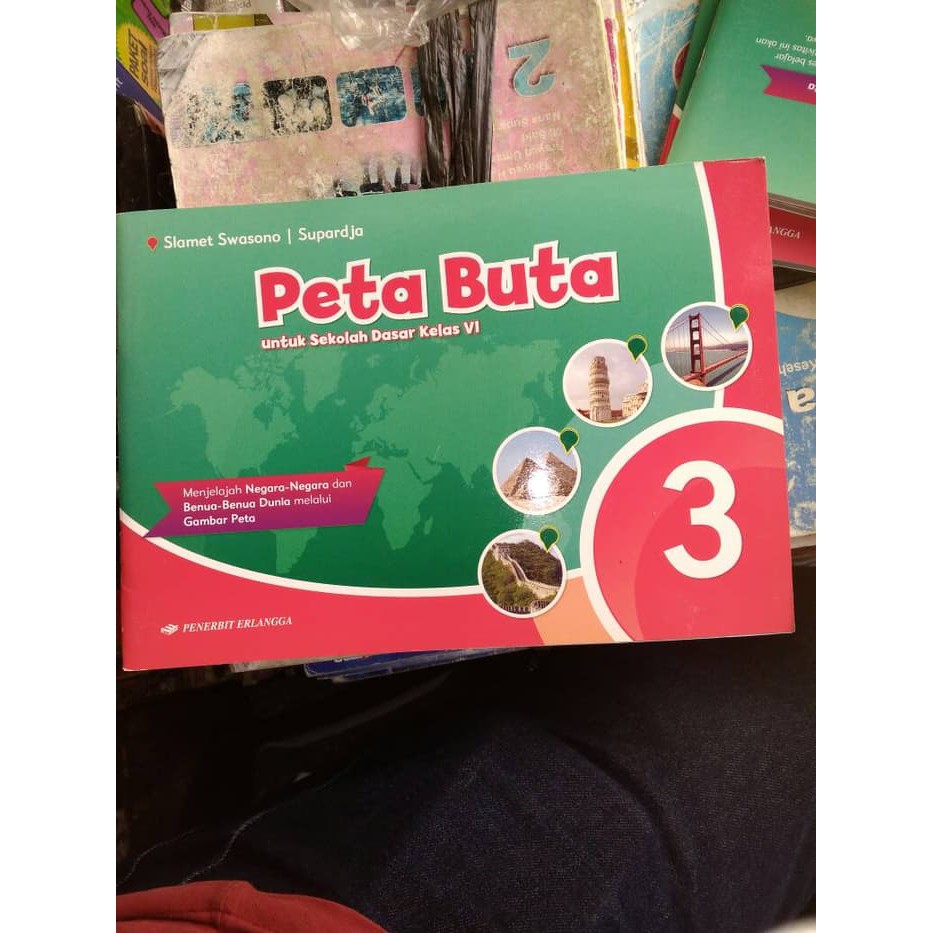 Slamet Swasono | Supardja
Peta Buta
untuk Sekolah Dasar Kelas VI
Menjelajah Negara-Negara dan
Benua-Benua Dunia melalui
Gambar Peta
3
PENERBIT ERLANGGA
2